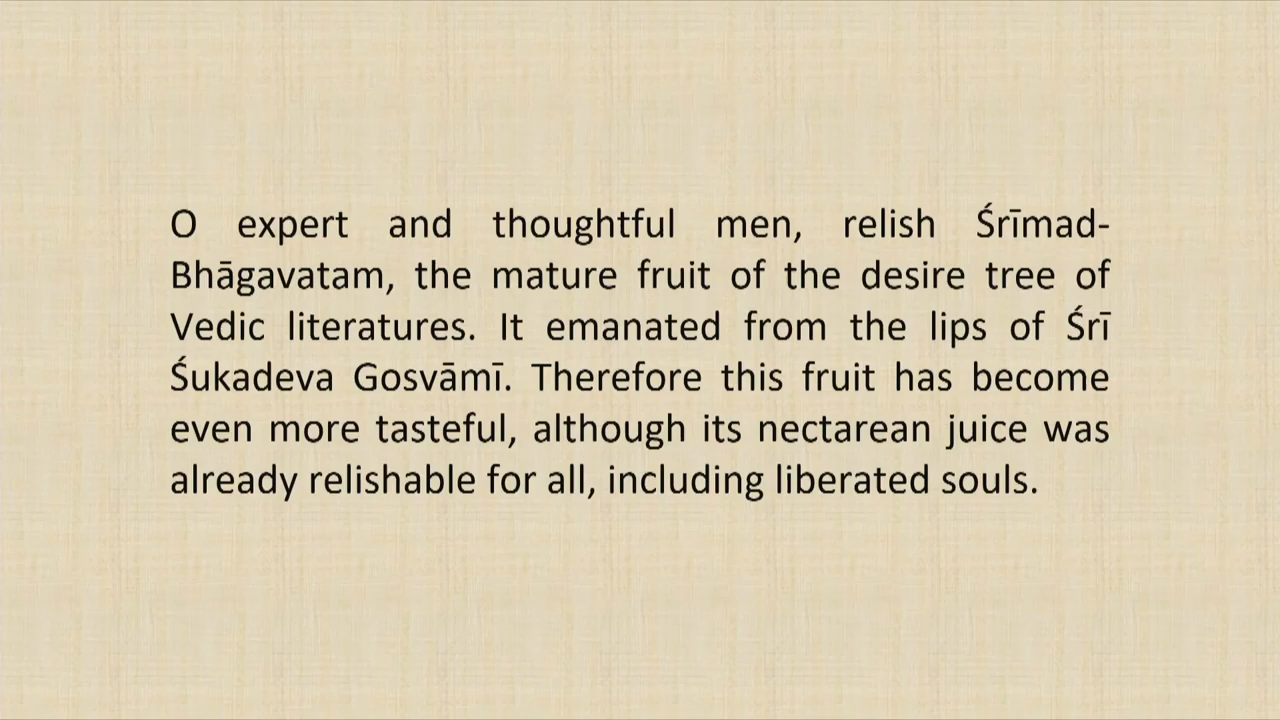 O expert and thoughtful men, relish Śrīmad-
Bhāgavatam, the mature fruit of the desire tree of
Vedic literatures. It emanated from the lips of Śrī
Śukadeva Gosvāmī. Therefore this fruit has become
even more tasteful, although its nectarean juice was
already relishable for all, including liberated souls.